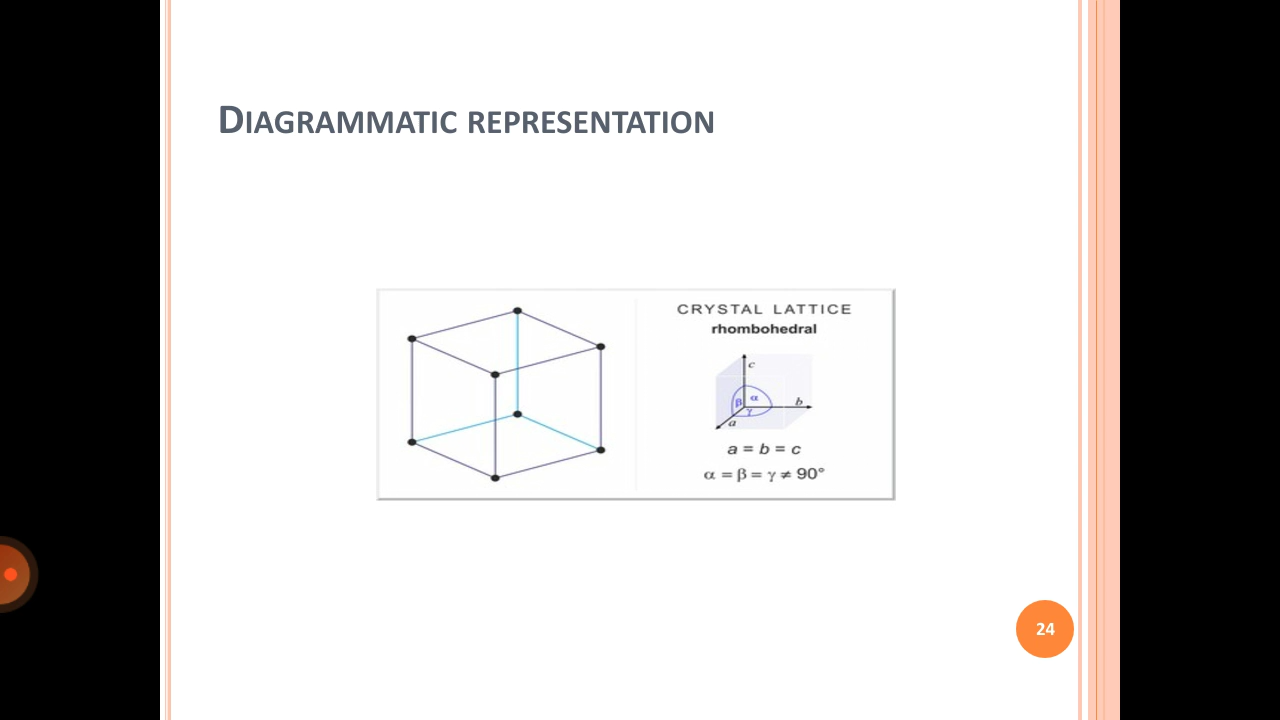 DIAGRAMMATIC REPRESENTATION
CRYSTAL LATTICE
rhombohedral
c
β α
b
γ
a
a = b = c
α = β = γ ≠ 90°
24